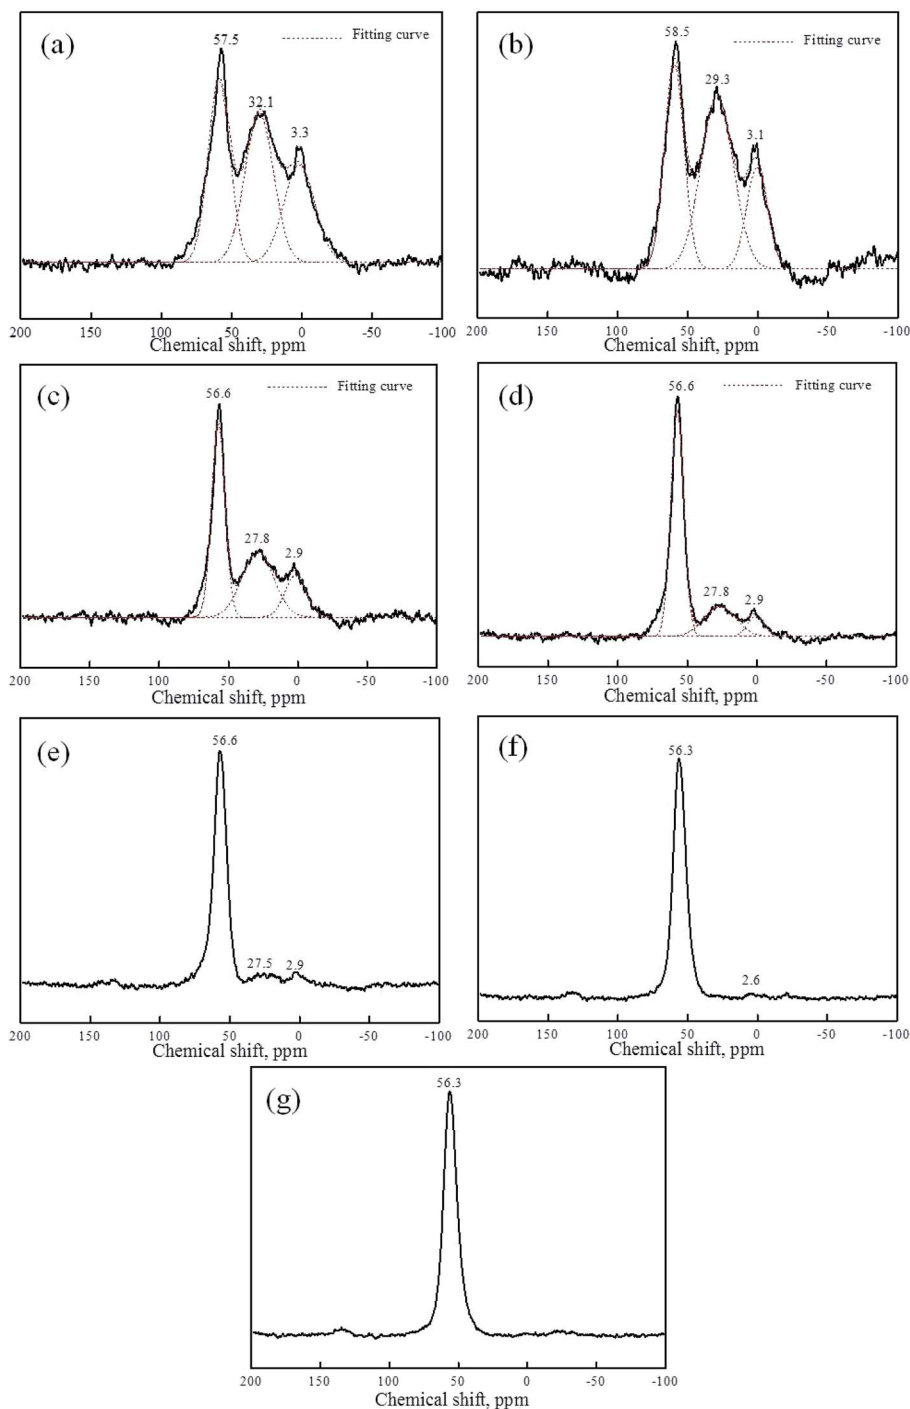 (a)
57.5
Fitting curve
32.1
3.3
200 150 100 50 0 -50 -100
Chemical shift, ppm
(b)
58.5
Fitting curve
29.3
3.1
200 150 100 50 0 -50 -100
Chemical shift, ppm
(c)
56.6
Fitting curve
27.8
2.9
200 150 100 50 0 -50 -100
Chemical shift, ppm
(d)
56.6
Fitting curve
27.8
2.9
200 150 100 50 0 -50 -100
Chemical shift, ppm
(e)
56.6
27.5
2.9
200 150 100 50 0 -50 -100
Chemical shift, ppm
(f)
56.3
2.6
200 150 100 50 0 -50 -100
Chemical shift, ppm
(g)
56.3
200 150 100 50 0 -50 -100
Chemical shift, ppm